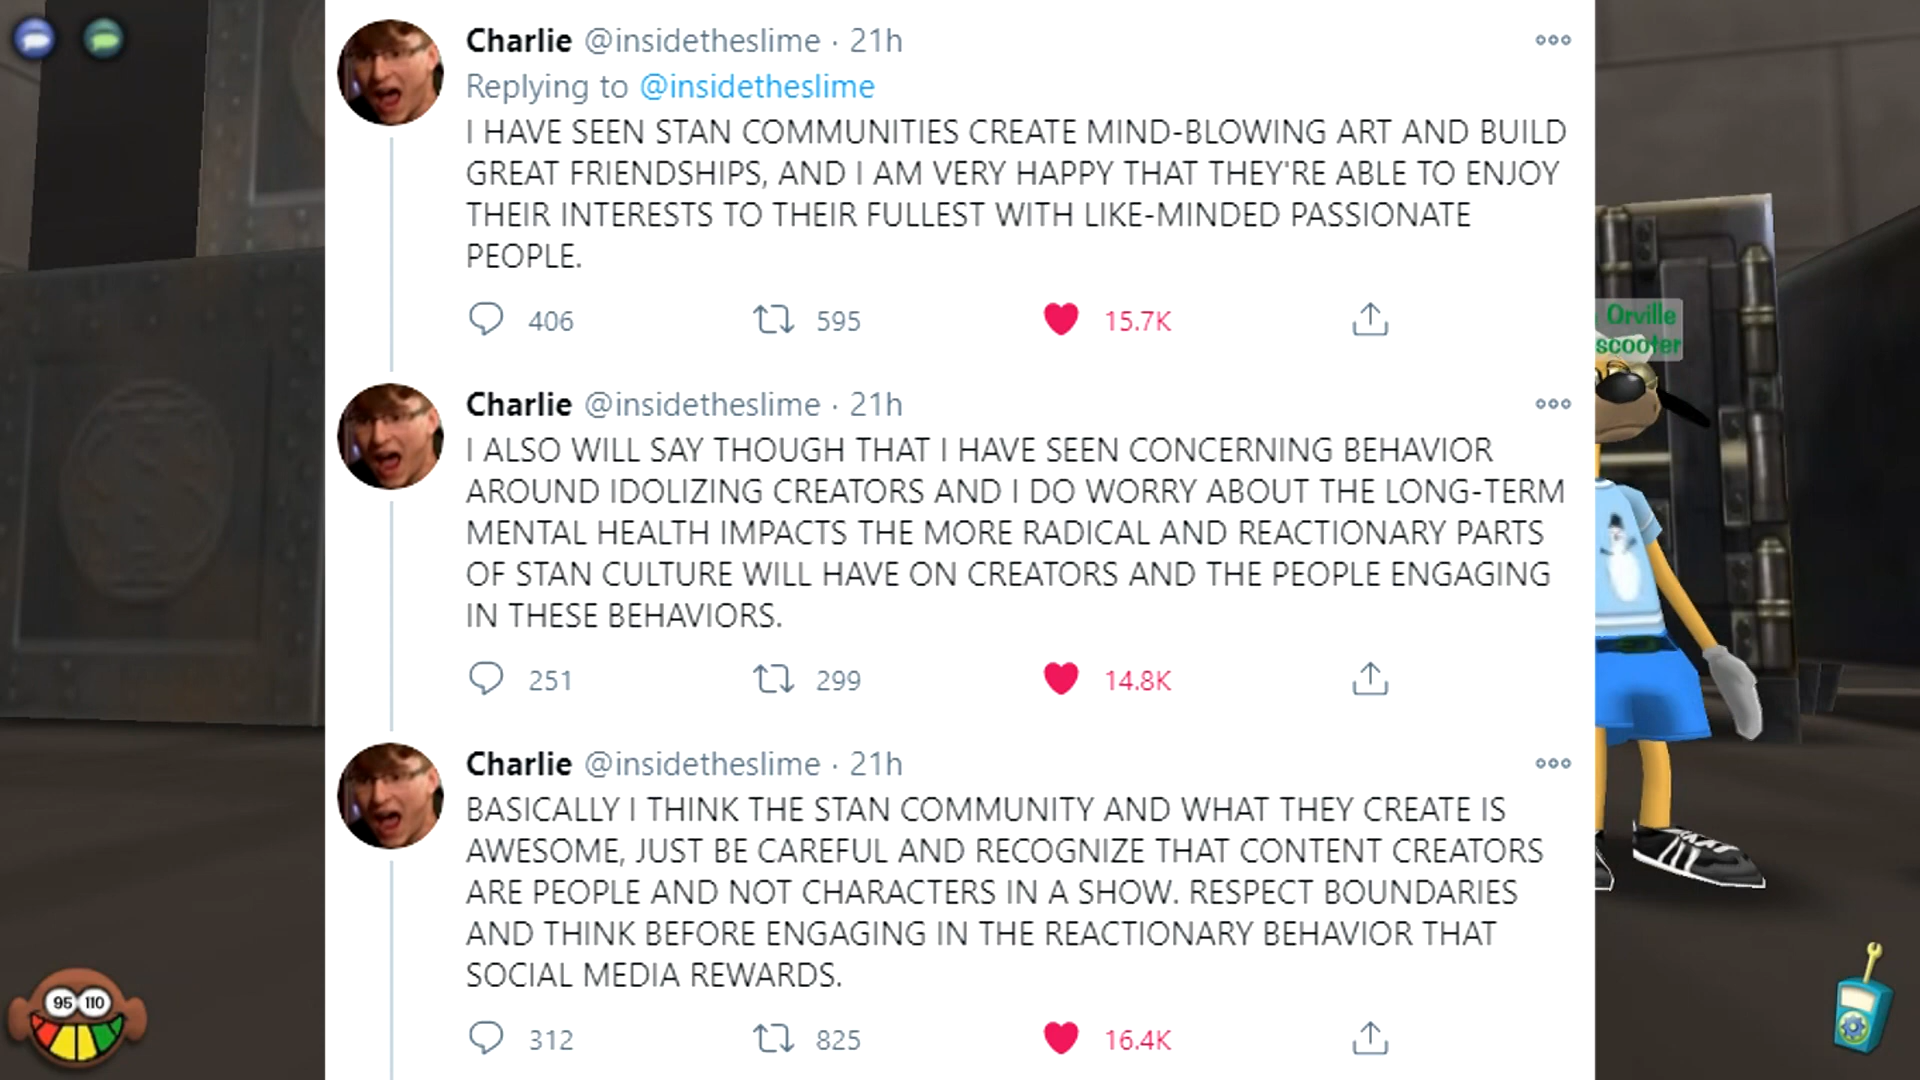 Charlie @insidetheslime · 21h
Replying to @insidetheslime
I HAVE SEEN STAN COMMUNITIES CREATE MIND-BLOWING ART AND BUILD
GREAT FRIENDSHIPS, AND I AM VERY HAPPY THAT THEY'RE ABLE TO ENJOY
THEIR INTERESTS TO THEIR FULLEST WITH LIKE-MINDED PASSIONATE
PEOPLE.
406 595 15.7K
Charlie @insidetheslime · 21h
I ALSO WILL SAY THOUGH THAT I HAVE SEEN CONCERNING BEHAVIOR
AROUND IDOLIZING CREATORS AND I DO WORRY ABOUT THE LONG-TERM
MENTAL HEALTH IMPACTS THE MORE RADICAL AND REACTIONARY PARTS
OF STAN CULTURE WILL HAVE ON CREATORS AND THE PEOPLE ENGAGING
IN THESE BEHAVIORS.
251 299 14.8K
Charlie @insidetheslime · 21h
BASICALLY I THINK THE STAN COMMUNITY AND WHAT THEY CREATE IS
AWESOME, JUST BE CAREFUL AND RECOGNIZE THAT CONTENT CREATORS
ARE PEOPLE AND NOT CHARACTERS IN A SHOW. RESPECT BOUNDARIES
AND THINK BEFORE ENGAGING IN THE REACTIONARY BEHAVIOR THAT
SOCIAL MEDIA REWARDS.
312 825 16.4K
Orville
scooter
95 110